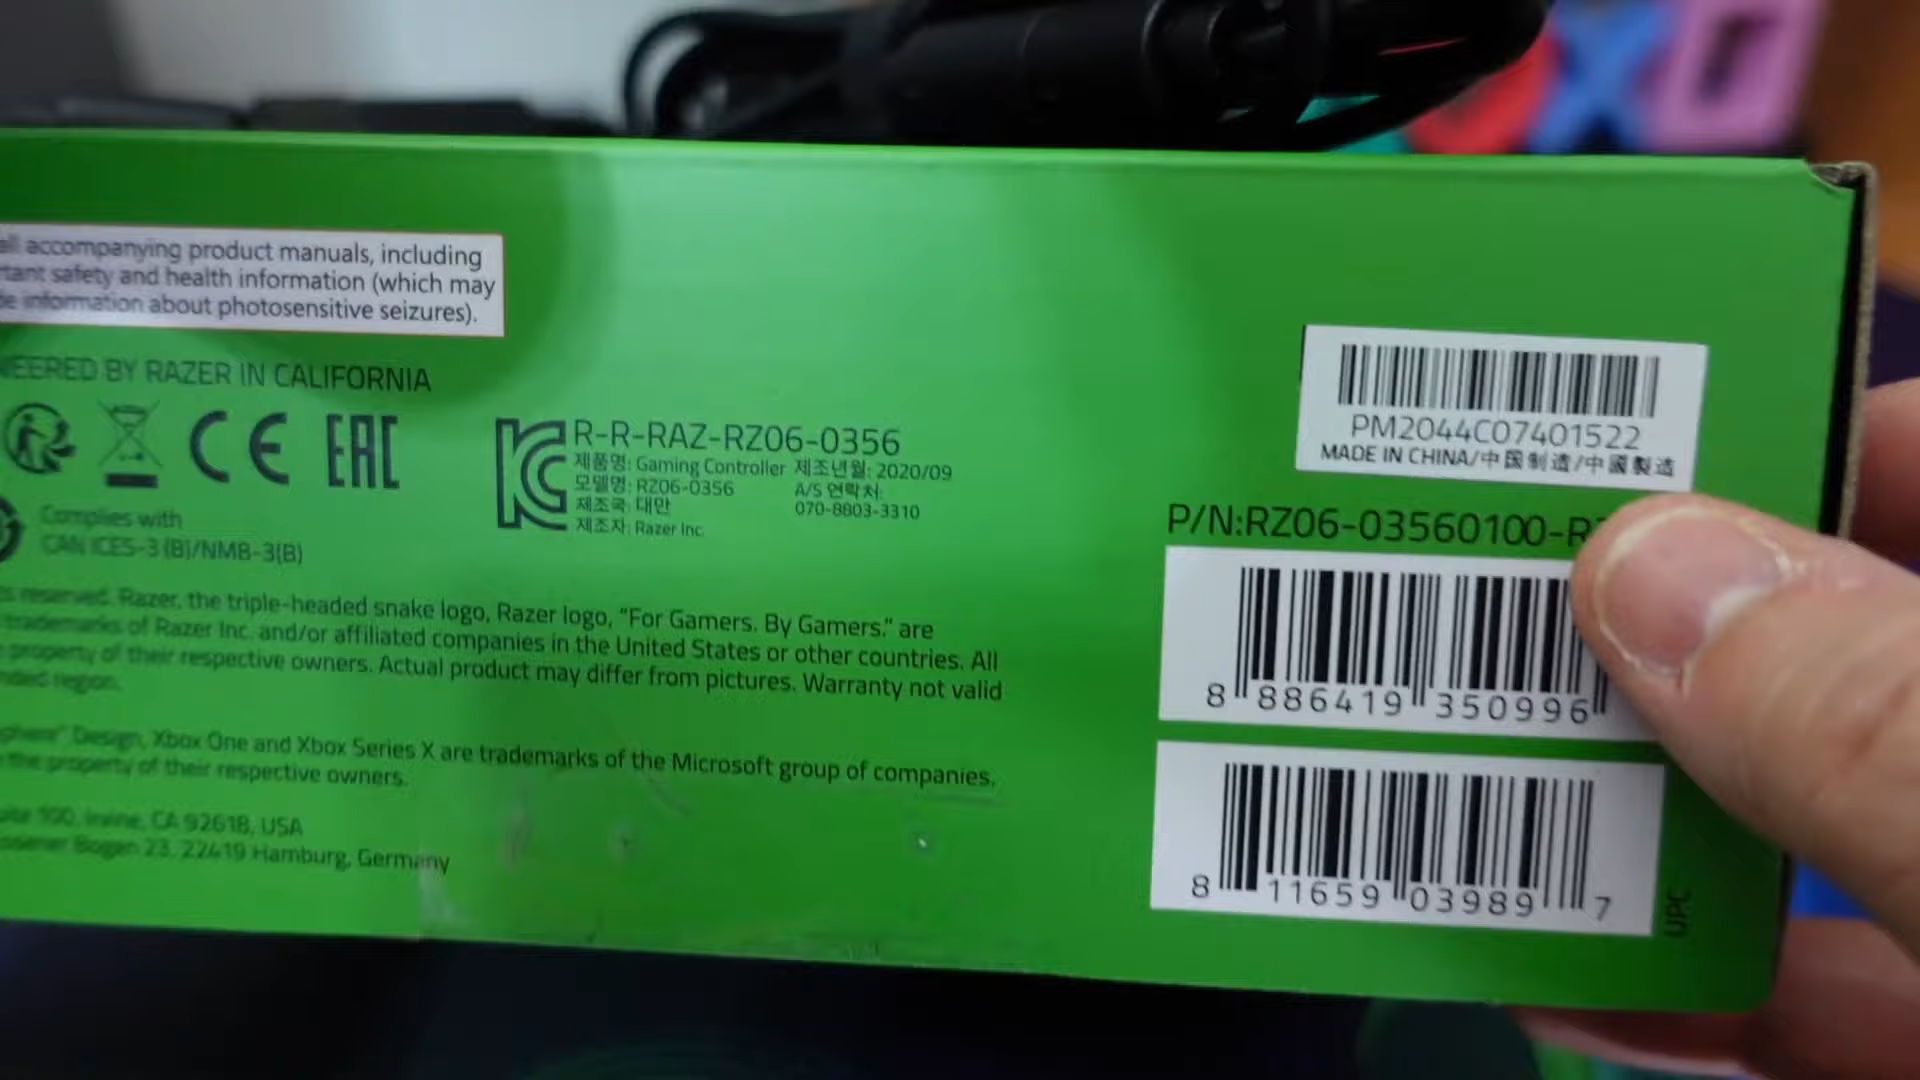 all accompanying product manuals, including
safety and health information (which may
information about photosensitive seizures).
BY RAZER IN CALIFORNIA
CE EAC
R-R-RAZ-RZ06-0356
제품명: Gaming Controller 제조년월: 2020/09
모델명: RZ06-0356 A/S 연락처:
제조국: 대만 070-8803-3310
제조자: Razer Inc.
Complies with
CAN ICES-3 (B)/NMB-3(B)
reserved. Razer, the triple-headed snake logo, Razer logo, "For Gamers. By Gamers." are
trademarks of Razer Inc. and/or affiliated companies in the United States or other countries. All
property of their respective owners. Actual product may differ from pictures. Warranty not valid
region.
Design, Xbox One and Xbox Series X are trademarks of the Microsoft group of companies.
the property of their respective owners.
100, Irvine, CA 92618, USA
Bogen 23, 22419 Hamburg, Germany
PM2044C07401522
MADE IN CHINA/中国制造/中國製造
P/N:RZ06-03560100-R
8 886419 350996
8 11659 03989 7
UPC